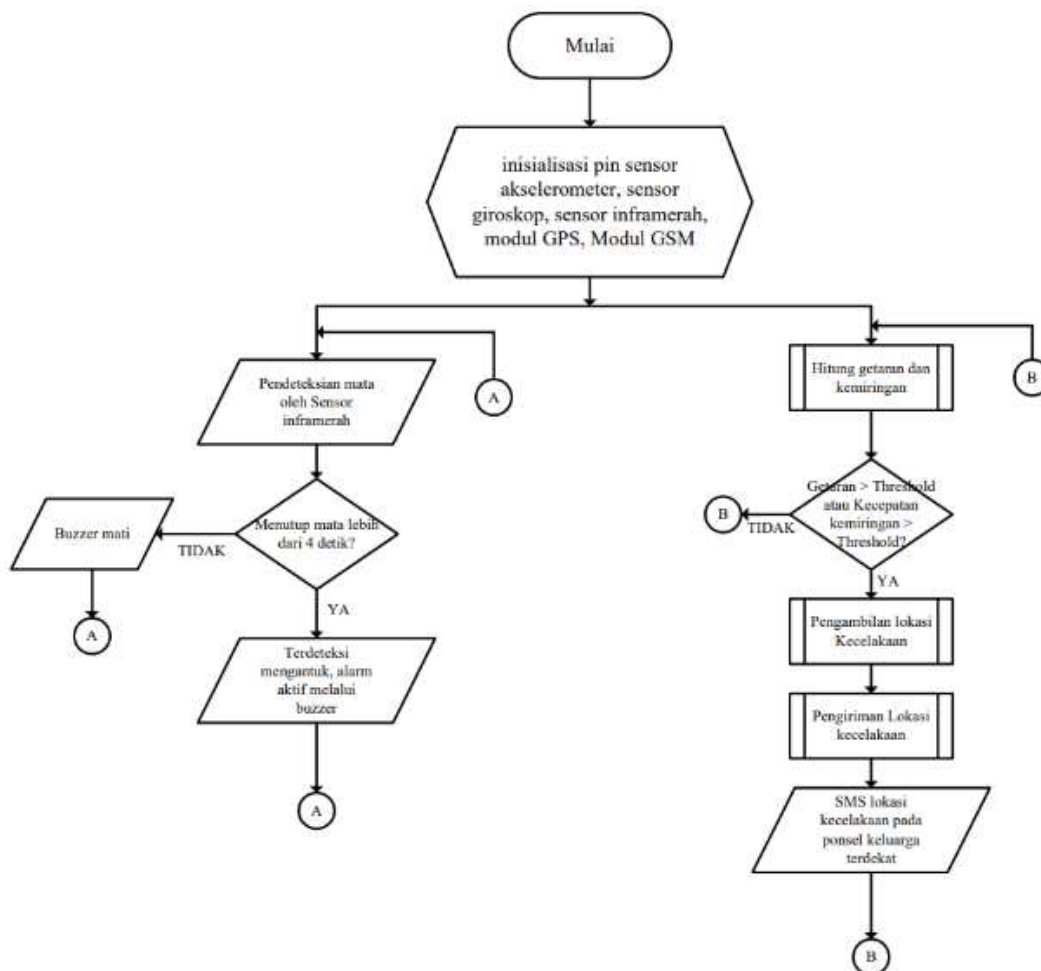 Mulai
inisialisasi pin sensor
akselerometer, sensor
giroskop, sensor inframerah,
modul GPS, Modul GSM
Pendeteksian mata
oleh Sensor
inframerah
A
Menutup mata lebih
dari 4 detik?
TIDAK
Buzzer mati
A
YA
Terdeteksi
mengantuk, alarm
aktif melalui
buzzer
A
Hitung getaran dan
kemiringan
B
Getaran > Threshold
atau Kecepatan
kemiringan >
Threshold?
TIDAK
B
YA
Pengambilan lokasi
Kecelakaan
Pengiriman Lokasi
kecelakaan
SMS lokasi
kecelakaan pada
ponsel keluarga
terdekat
B